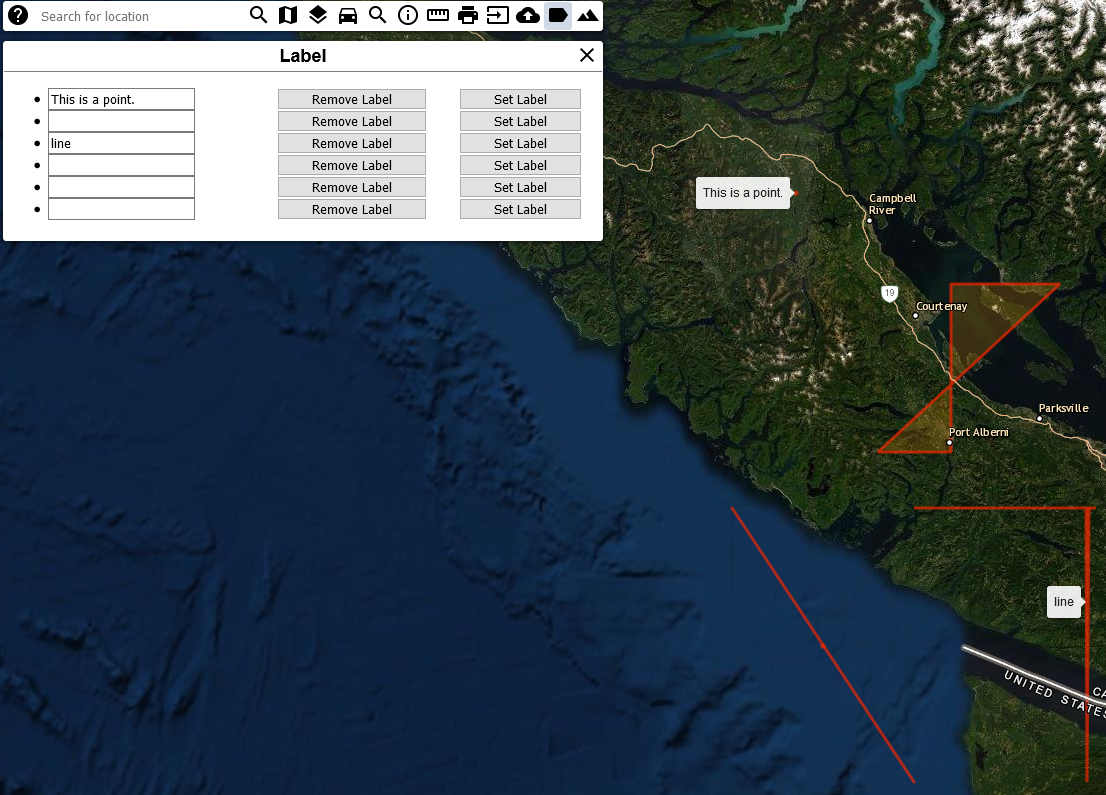 Search for location
Label
This is a point.
Remove Label
Set Label
Remove Label
Set Label
line
Remove Label
Set Label
Remove Label
Set Label
Remove Label
Set Label
Remove Label
Set Label
This is a point.
Campbell
River
19
Courtenay
Parksville
Port Alberni
line
CA
UNITED STATES